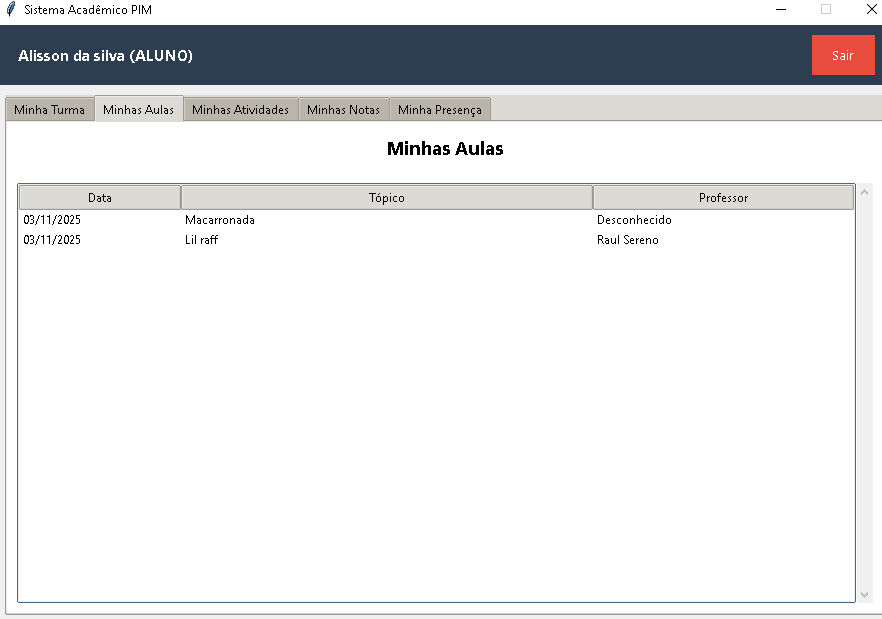 Sistema Acadêmico PIM
Alisson da silva (ALUNO)
Sair
Minha Turma Minhas Aulas Minhas Atividades Minhas Notas Minha Presença
Minhas Aulas
Data Tópico Professor
03/11/2025 Macarronada Desconhecido
03/11/2025 Lil raff Raul Sereno